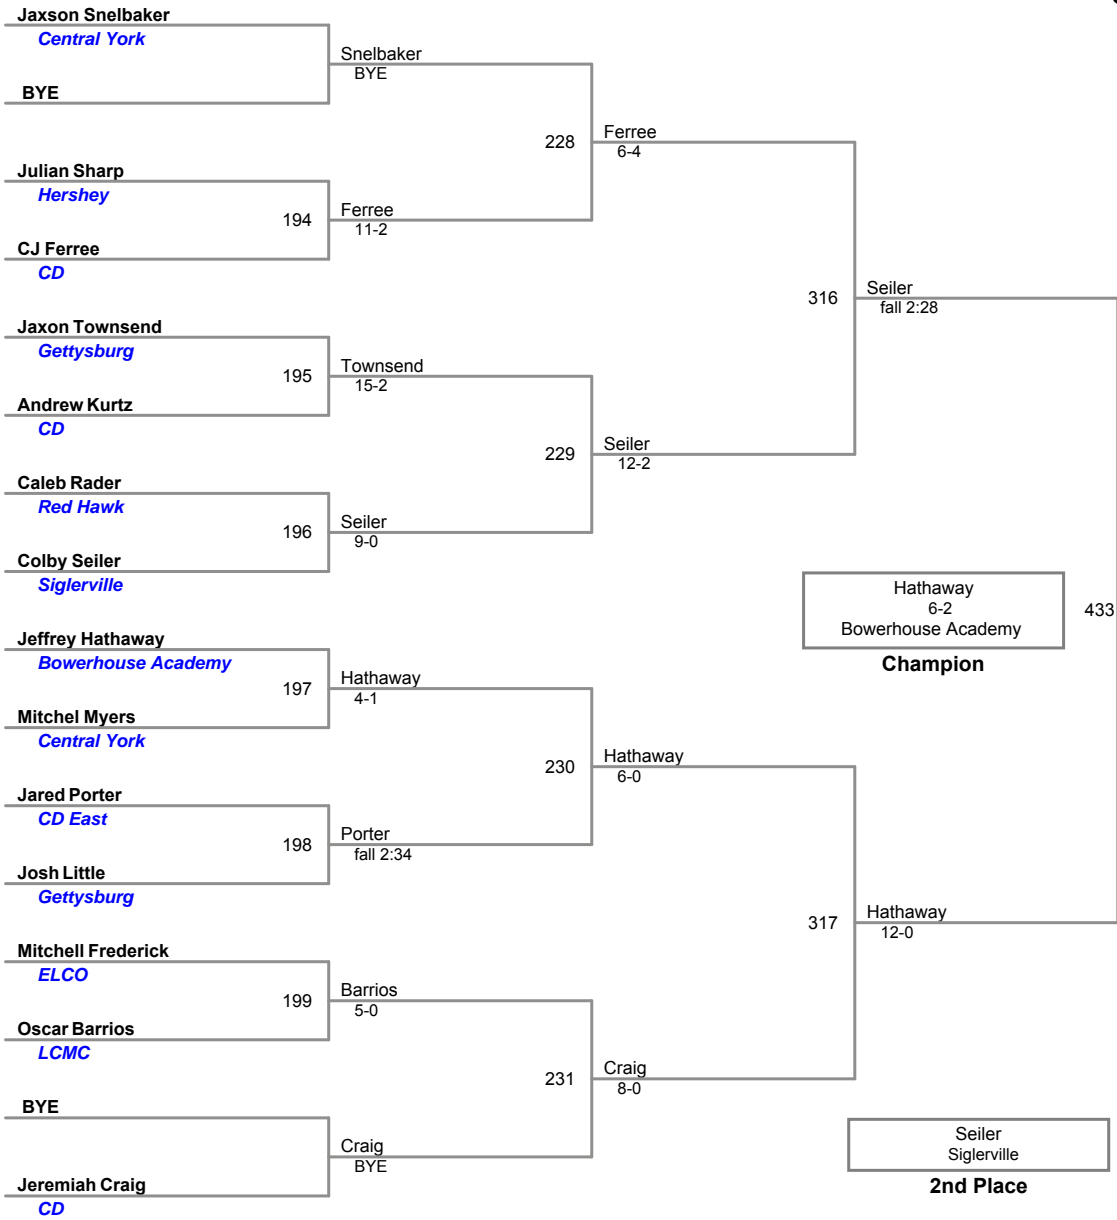 Jaxson Snelbaker
Central York
BYE
Snelbaker
BYE
Julian Sharp
Hershey
194
CJ Ferree
CD
Ferree
11-2
228
Ferree
6-4
Jaxon Townsend
Gettysburg
195
Andrew Kurtz
CD
Townsend
15-2
Caleb Rader
Red Hawk
196
Colby Seiler
Siglerville
Seiler
9-0
229
Seiler
12-2
316
Seiler
fall 2:28
Jeffrey Hathaway
Bowerhouse Academy
197
Mitchel Myers
Central York
Hathaway
4-1
Jared Porter
CD East
198
Josh Little
Gettysburg
Porter
fall 2:34
230
Hathaway
6-0
Mitchell Frederick
ELCO
199
Oscar Barrios
LCMC
Barrios
5-0
BYE
Jeremiah Craig
CD
Craig
BYE
231
Craig
8-0
317
Hathaway
12-0
433
Hathaway
6-2
Bowerhouse Academy
Champion
Seiler
Siglerville
2nd Place